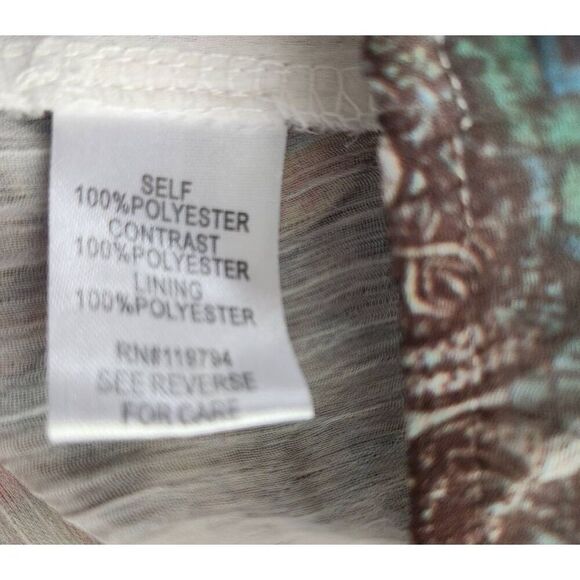 SELF
100%POLYESTER
CONTRAST
100%POLYESTER
LINING
100%POLYESTER
RN#119794
SEE REVERSE
FOR CARE